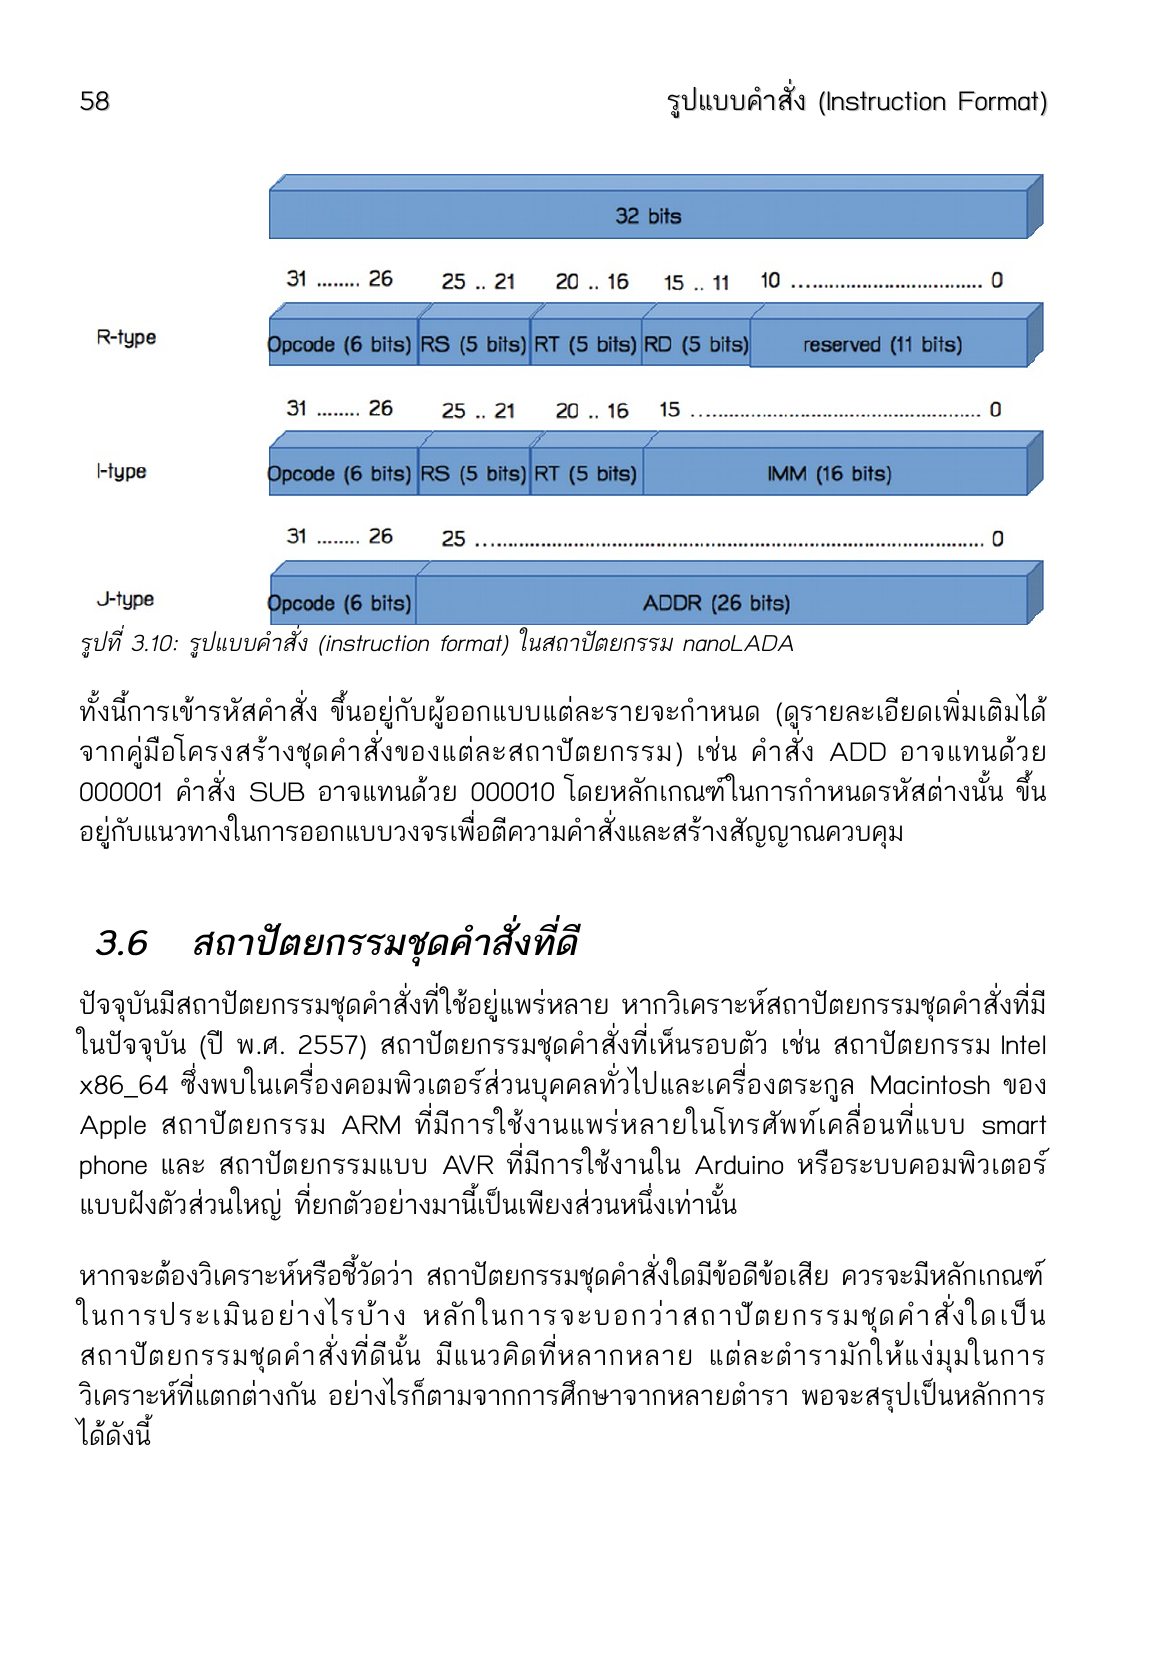 58 รูปแบบคำสั่ง (Instruction Format)
32 bits
31 ........ 26 25 .. 21 20 .. 16 15 .. 11 10 ................................. 0
R-type Opcode (6 bits) RS (5 bits) RT (5 bits) RD (5 bits) reserved (11 bits)
31 ........ 26 25 .. 21 20 .. 16 15 ................................................... 0
I-type Opcode (6 bits) RS (5 bits) RT (5 bits) IMM (16 bits)
31 ........ 26 25 ......................................................................................... 0
J-type Opcode (6 bits) ADDR (26 bits)
รูปที่ 3.10: รูปแบบคำสั่ง (instruction format) ในสถาปัตยกรรม nanoLADA
ทั้งนี้การเข้ารหัสคำสั่ง ขึ้นอยู่กับผู้ออกแบบแต่ละรายจะกำหนด (ดูรายละเอียดเพิ่มเติมได้
จากคู่มือโครงสร้างชุดคำสั่งของแต่ละสถาปัตยกรรม) เช่น คำสั่ง ADD อาจแทนด้วย
000001 คำสั่ง SUB อาจแทนด้วย 000010 โดยหลักเกณฑ์ในการกำหนดรหัสต่างนั้น ขึ้น
อยู่กับแนวทางในการออกแบบวงจรเพื่อตีความคำสั่งและสร้างสัญญาณควบคุม
3.6 สถาปัตยกรรมชุดคำสั่งที่ดี
ปัจจุบันมีสถาปัตยกรรมชุดคำสั่งที่ใช้อยู่แพร่หลาย หากวิเคราะห์สถาปัตยกรรมชุดคำสั่งที่มี
ในปัจจุบัน (ปี พ.ศ. 2557) สถาปัตยกรรมชุดคำสั่งที่เห็นรอบตัว เช่น สถาปัตยกรรม Intel
x86_64 ซึ่งพบในเครื่องคอมพิวเตอร์ส่วนบุคคลทั่วไปและเครื่องตระกูล Macintosh ของ
Apple สถาปัตยกรรม ARM ที่มีการใช้งานแพร่หลายในโทรศัพท์เคลื่อนที่แบบ smart
phone และ สถาปัตยกรรมแบบ AVR ที่มีการใช้งานใน Arduino หรือระบบคอมพิวเตอร์
แบบฝังตัวส่วนใหญ่ ที่ยกตัวอย่างมานี้เป็นเพียงส่วนหนึ่งเท่านั้น
หากจะต้องวิเคราะห์หรือชี้วัดว่า สถาปัตยกรรมชุดคำสั่งใดมีข้อดีข้อเสีย ควรจะมีหลักเกณฑ์
ในการประเมินอย่างไรบ้าง หลักในการจะบอกว่าสถาปัตยกรรมชุดคำสั่งใดเป็น
สถาปัตยกรรมชุดคำสั่งที่ดีนั้น มีแนวคิดที่หลากหลาย แต่ละตำรามักให้แง่มุมในการ
วิเคราะห์ที่แตกต่างกัน อย่างไรก็ตามจากการศึกษาจากหลายตำรา พอจะสรุปเป็นหลักการ
ได้ดังนี้